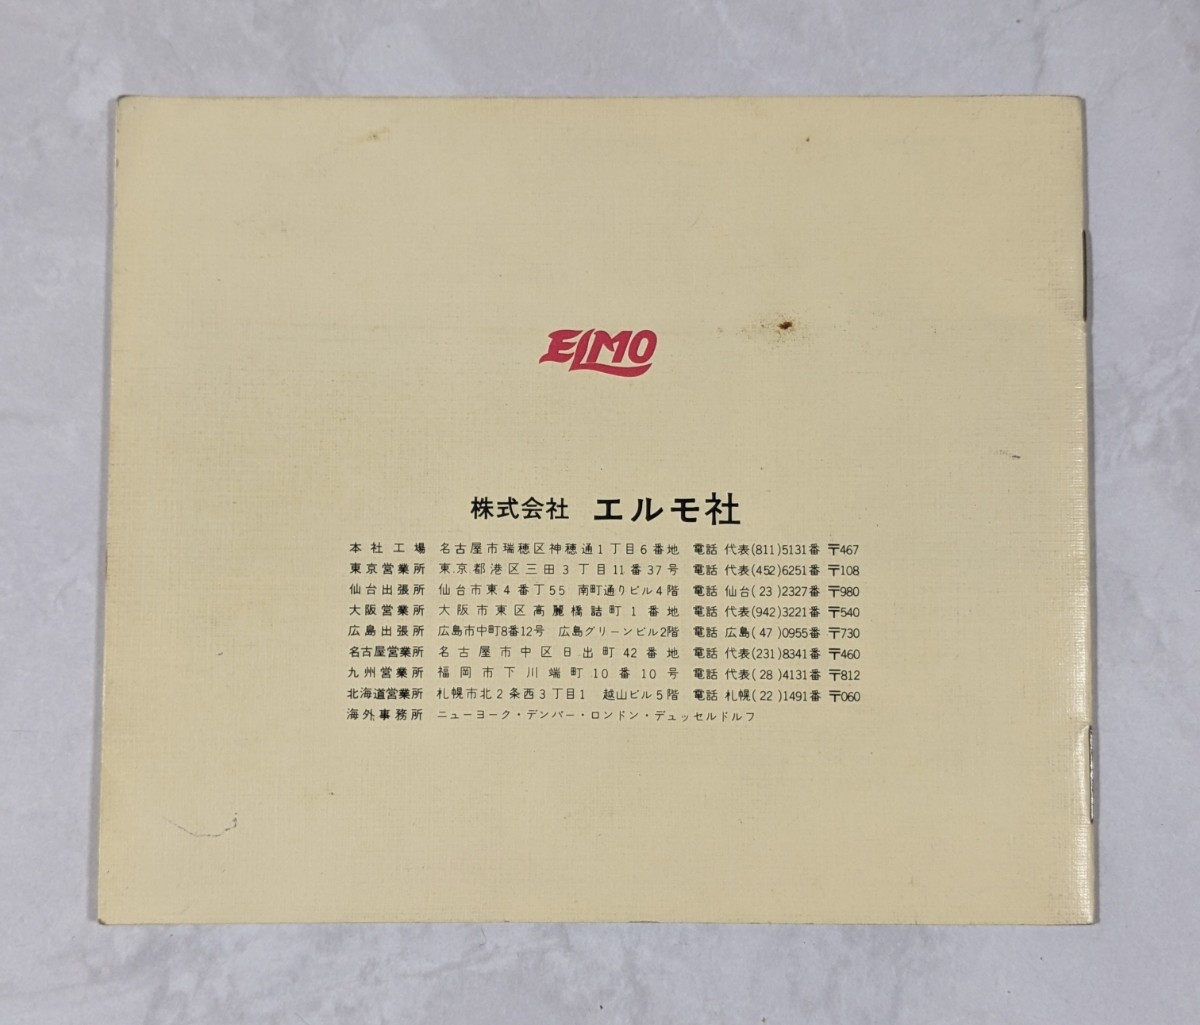 ELMO
株式会社 エルモ社
本社工場 名古屋市瑞穂区神穂通1丁目6番地 電話 代表(811)5131番 〒467
東京営業所 東京都港区三田3丁目11番37号 電話 代表(452)6251番 〒108
仙台出張所 仙台市東4番丁55 南町通りビル4階 電話 仙台(23)2327番 〒980
大阪営業所 大阪市東区高麗橋詰町1番地 電話 代表(942)3221番 〒540
広島出張所 広島市中町8番12号 広島グリーンビル2階 電話 広島(47)0955番 〒730
名古屋営業所 名古屋市中区日出町42番地 電話 代表(231)8341番 〒460
九州営業所 福岡市下川端町10番10号 電話 代表(28)4131番 〒812
北海道営業所 札幌市北2条西3丁目1 越山ビル5階 電話 札幌(22)1491番 〒060
海外事務所 ニューヨーク・デンバー・ロンドン・デュッセルドルフ